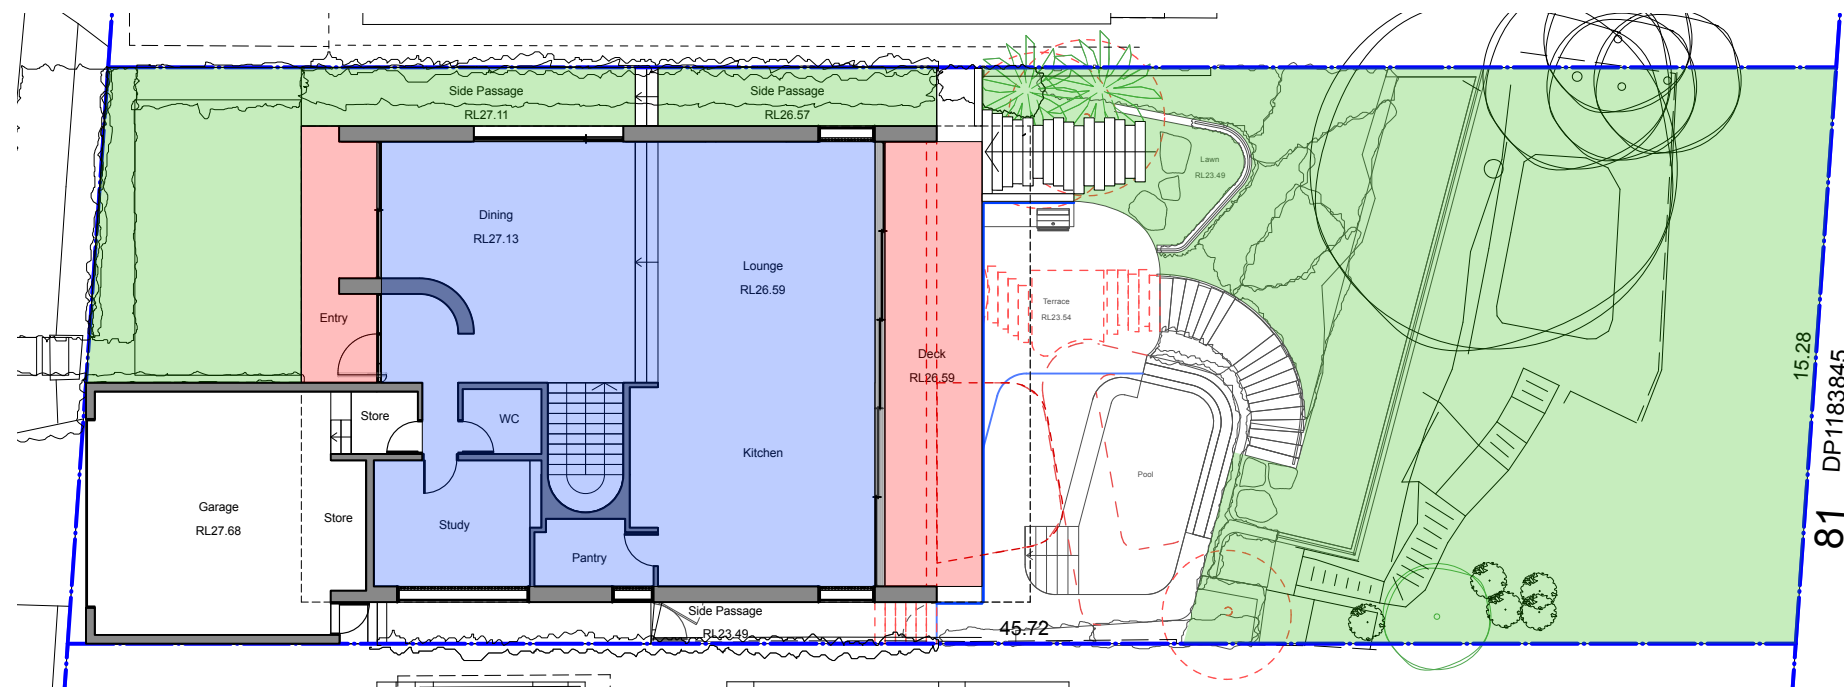 Side Passage
RL27.11
Side Passage
RL26.57
Lawn
RL23.49
Dining
RL27.13
Lounge
RL26.59
Terrace
RL23.54
Entry
Deck
RL26.59
15.28
DP1183845
81
Store
WC
Kitchen
Pool
Garage
RL27.68
Store
Study
Pantry
Side Passage
RL23.49
45.72